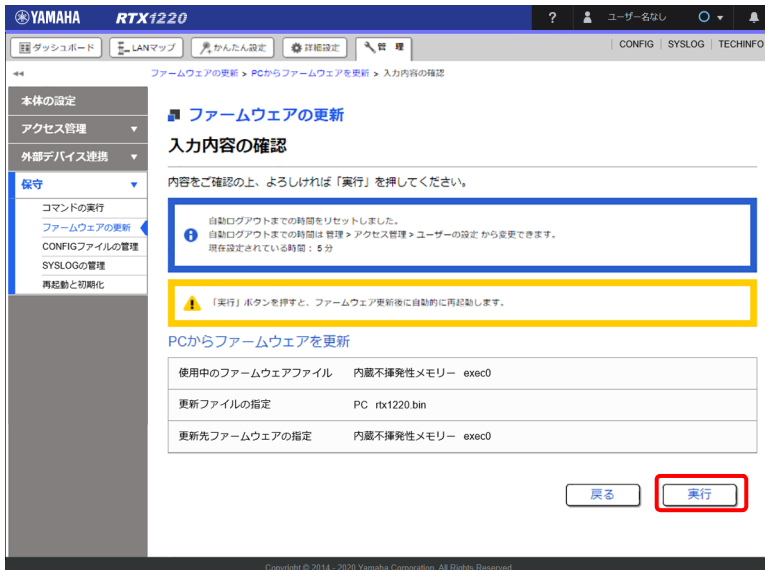 YAMAHA RTX1220 ? ユーザー名なし
ダッシュボード LANマップ かんたん設定 詳細設定 管 理 CONFIG SYSLOG TECHINFO
ファームウェアの更新 > PCからファームウェアを更新 > 入力内容の確認
本体の設定
アクセス管理
外部デバイス連携
保守
コマンドの実行
ファームウェアの更新
CONFIGファイルの管理
SYSLOGの管理
再起動と初期化
ファームウェアの更新
入力内容の確認
内容をご確認の上、よろしければ「実行」を押してください。
自動ログアウトまでの時間をリセットしました。
自動ログアウトまでの時間は 管理 > アクセス管理 > ユーザーの設定 から変更できます。
現在設定されている時間： 5 分
「実行」ボタンを押すと、ファームウェア更新後に自動的に再起動します。
PCからファームウェアを更新
使用中のファームウェアファイル 内蔵不揮発性メモリー exec0
更新ファイルの指定 PC rtx1220.bin
更新先ファームウェアの指定 内蔵不揮発性メモリー exec0
戻る 実行
Copyright © 2014 - 2020 Yamaha Corporation. All Rights Reserved.